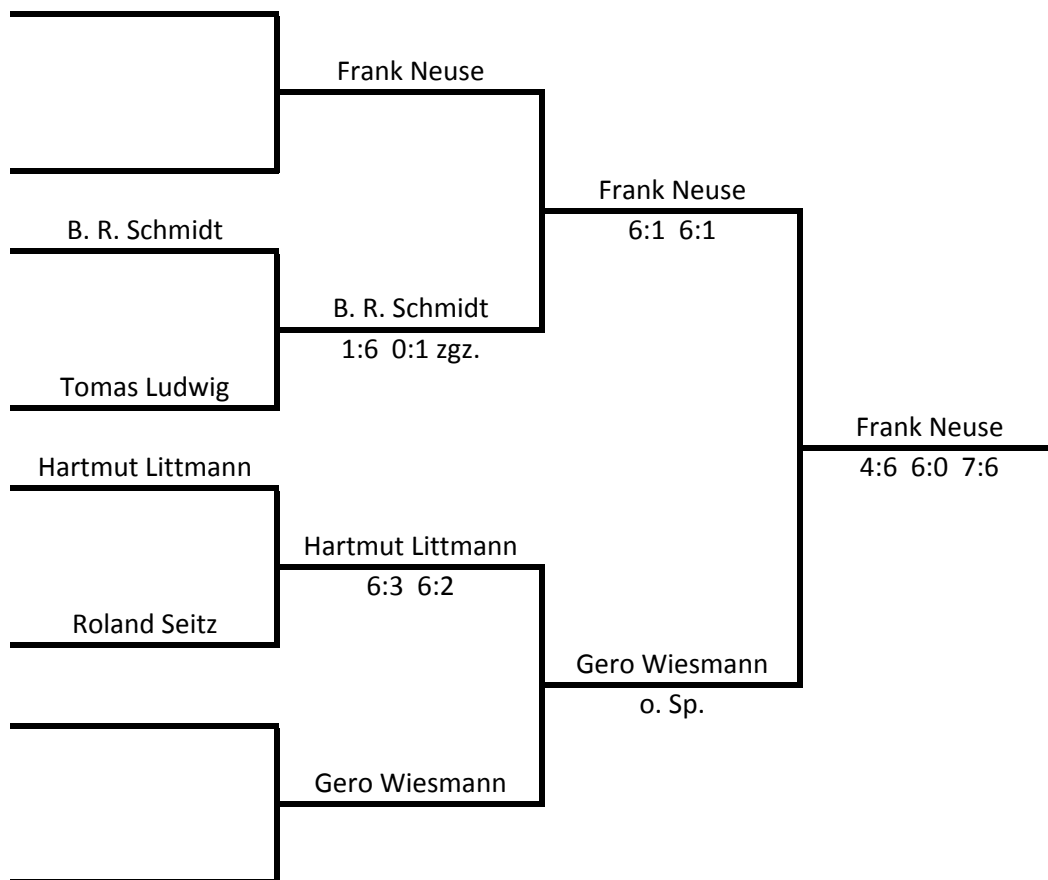 Frank Neuse
Frank Neuse
6:1 6:1
B. R. Schmidt
B. R. Schmidt
1:6 0:1 zgz.
Tomas Ludwig
Frank Neuse
4:6 6:0 7:6
Hartmut Littmann
Hartmut Littmann
6:3 6:2
Roland Seitz
Gero Wiesmann
o. Sp.
Gero Wiesmann